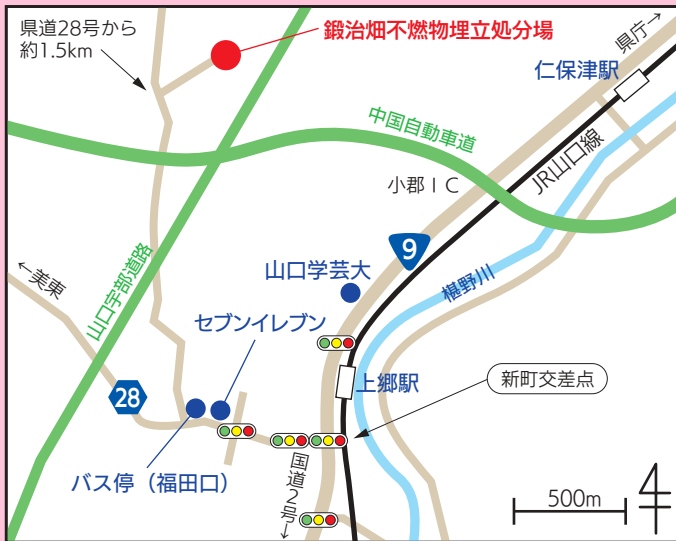 県道28号から
約1.5km
鍛治畑不燃物埋立処分場
県庁→
仁保津駅
中国自動車道
JR山口線
小郡IC
9
山口学芸大
椹野川
←美東
山口宇部道路
セブンイレブン
28
上郷駅
新町交差点
バス停（福田口）
国道2号→
500m